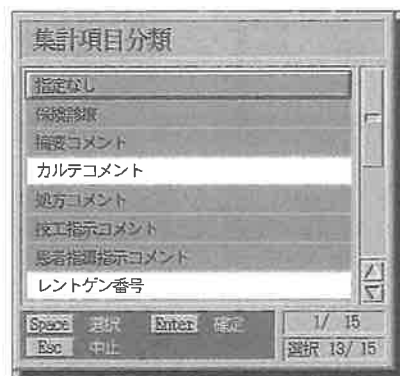 集計項目分類
指定なし
保険診療
摘要コメント
カルテコメント
処方コメント
技工指示コメント
患者指導指示コメント
レントゲン番号
Space 選択 Enter 確定 1/ 15
Esc 中止 選択 13/ 15